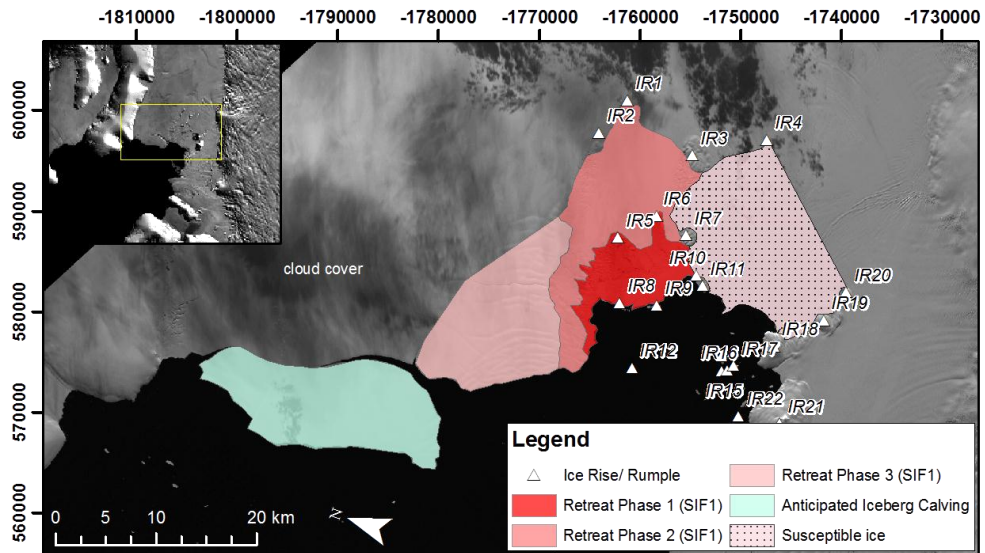 -1810000 -1800000 -1790000 -1780000 -1770000 -1760000 -1750000 -1740000 -1730000
600000
590000
580000
570000
560000
IR1
IR2
IR3
IR4
IR5
IR6
IR7
IR8
IR9
IR10
IR11
IR12
IR15
IR16
IR17
IR18
IR19
IR20
IR21
IR22
cloud cover
0 5 10 20 km
N
Legend
Ice Rise/ Rumple
Retreat Phase 1 (SIF1)
Retreat Phase 2 (SIF1)
Retreat Phase 3 (SIF1)
Anticipated Iceberg Calving
Susceptible ice